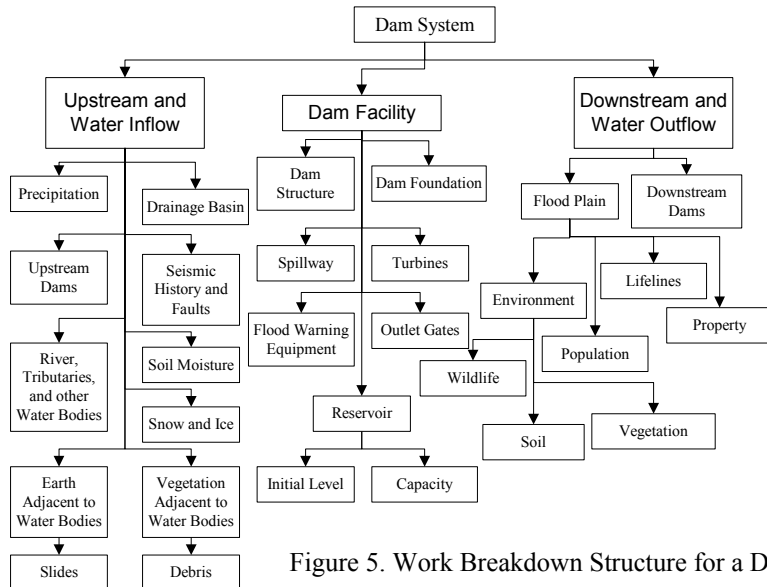 Dam System
Upstream and
Water Inflow
Dam Facility
Downstream and
Water Outflow
Precipitation
Drainage Basin
Dam
Structure
Dam Foundation
Flood Plain
Downstream
Dams
Upstream
Dams
Seismic
History and
Faults
Spillway
Turbines
Environment
Lifelines
Property
Flood Warning
Equipment
Outlet Gates
Population
River,
Tributaries,
and other
Water Bodies
Soil Moisture
Wildlife
Snow and Ice
Reservoir
Soil
Vegetation
Earth
Adjacent to
Water Bodies
Vegetation
Adjacent to
Water Bodies
Initial Level
Capacity
Slides
Debris
Figure 5. Work Breakdown Structure for a D